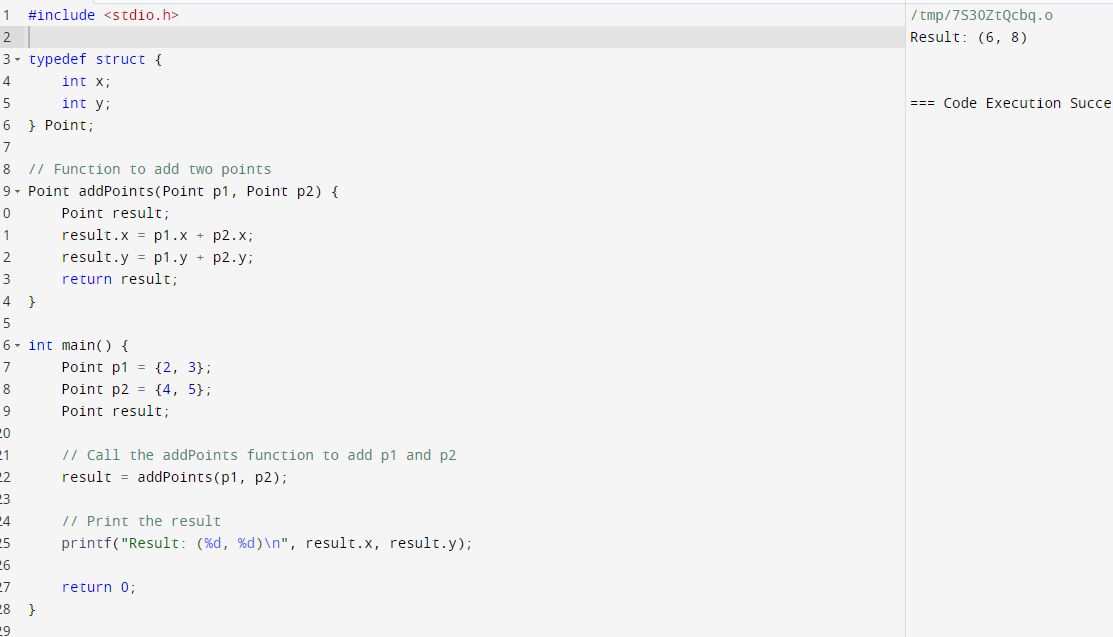 1 #include <stdio.h>
2
3 typedef struct {
4     int x;
5     int y;
6 } Point;
7
8 // Function to add two points
9 Point addPoints(Point p1, Point p2) {
0     Point result;
1     result.x = p1.x + p2.x;
2     result.y = p1.y + p2.y;
3     return result;
4 }
5
6 int main() {
7     Point p1 = {2, 3};
8     Point p2 = {4, 5};
9     Point result;
20
21     // Call the addPoints function to add p1 and p2
22     result = addPoints(p1, p2);
23
24     // Print the result
25     printf("Result: (%d, %d)\n", result.x, result.y);
26
27     return 0;
28 }
29
/tmp/7S3OZtQcbq.o
Result: (6, 8)
=== Code Execution Succe